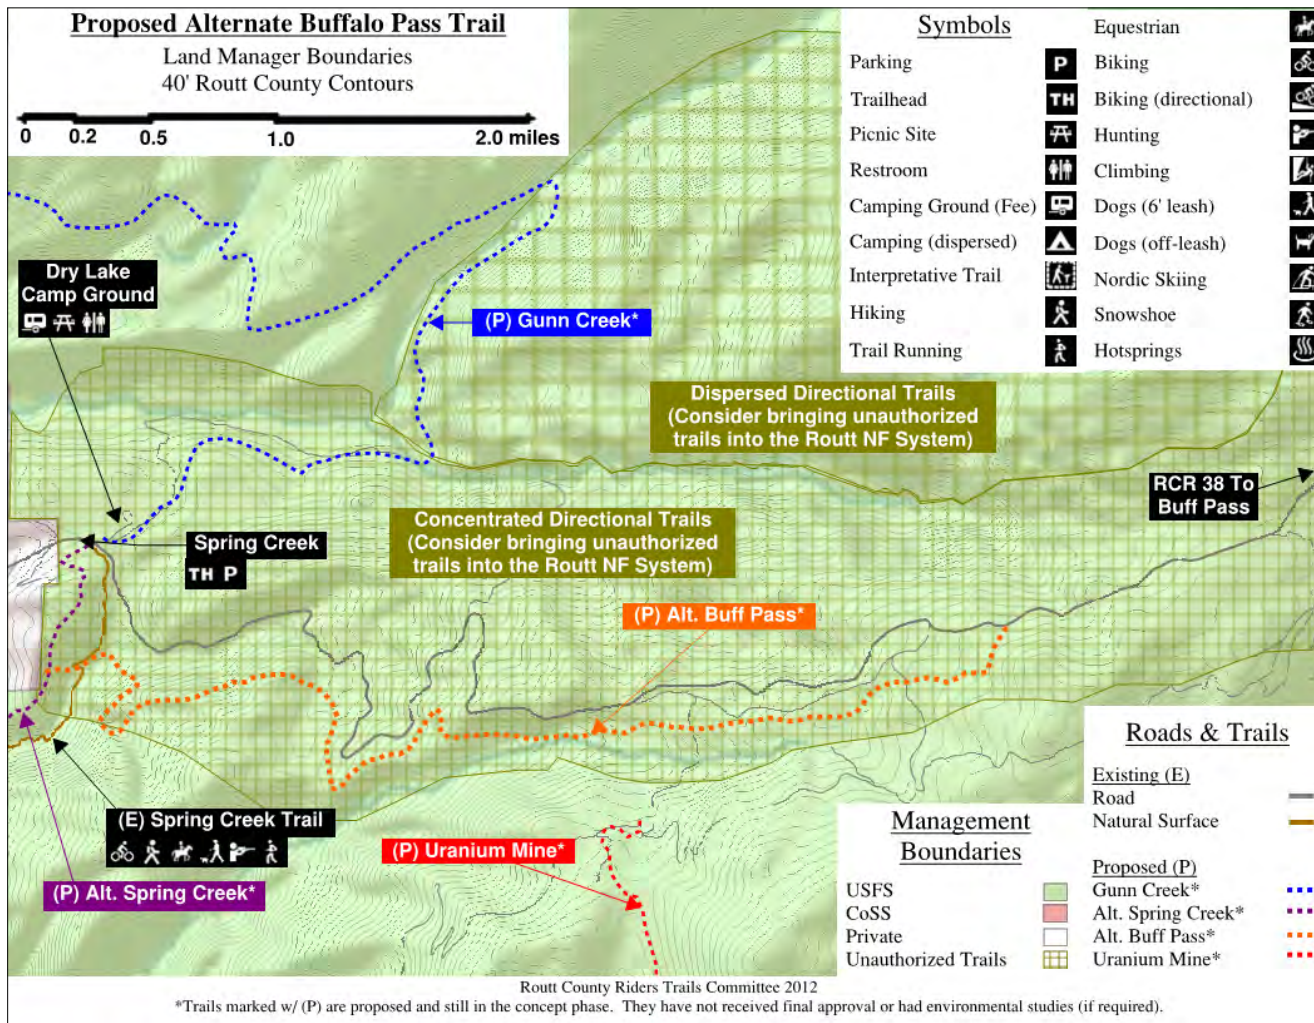 Proposed Alternate Buffalo Pass Trail
Land Manager Boundaries
40' Routt County Contours
0 0.2 0.5 1.0 2.0 miles
Symbols
Parking P
Trailhead TH
Picnic Site
Restroom
Camping Ground (Fee)
Camping (dispersed)
Interpretative Trail
Hiking
Trail Running
Equestrian
Biking
Biking (directional)
Hunting
Climbing
Dogs (6' leash)
Dogs (off-leash)
Nordic Skiing
Snowshoe
Hotsprings
Dry Lake
Camp Ground
(P) Gunn Creek*
Dispersed Directional Trails
(Consider bringing unauthorized
trails into the Routt NF System)
RCR 38 To
Buff Pass
Concentrated Directional Trails
(Consider bringing unauthorized
trails into the Routt NF System)
Spring Creek
TH P
(P) Alt. Buff Pass*
(E) Spring Creek Trail
(P) Uranium Mine*
(P) Alt. Spring Creek*
Management
Boundaries
USFS
CoSS
Private
Unauthorized Trails
Roads & Trails
Existing (E)
Road
Natural Surface
Proposed (P)
Gunn Creek*
Alt. Spring Creek*
Alt. Buff Pass*
Uranium Mine*
Routt County Riders Trails Committee 2012
*Trails marked w/ (P) are proposed and still in the concept phase. They have not received final approval or had environmental studies (if required).